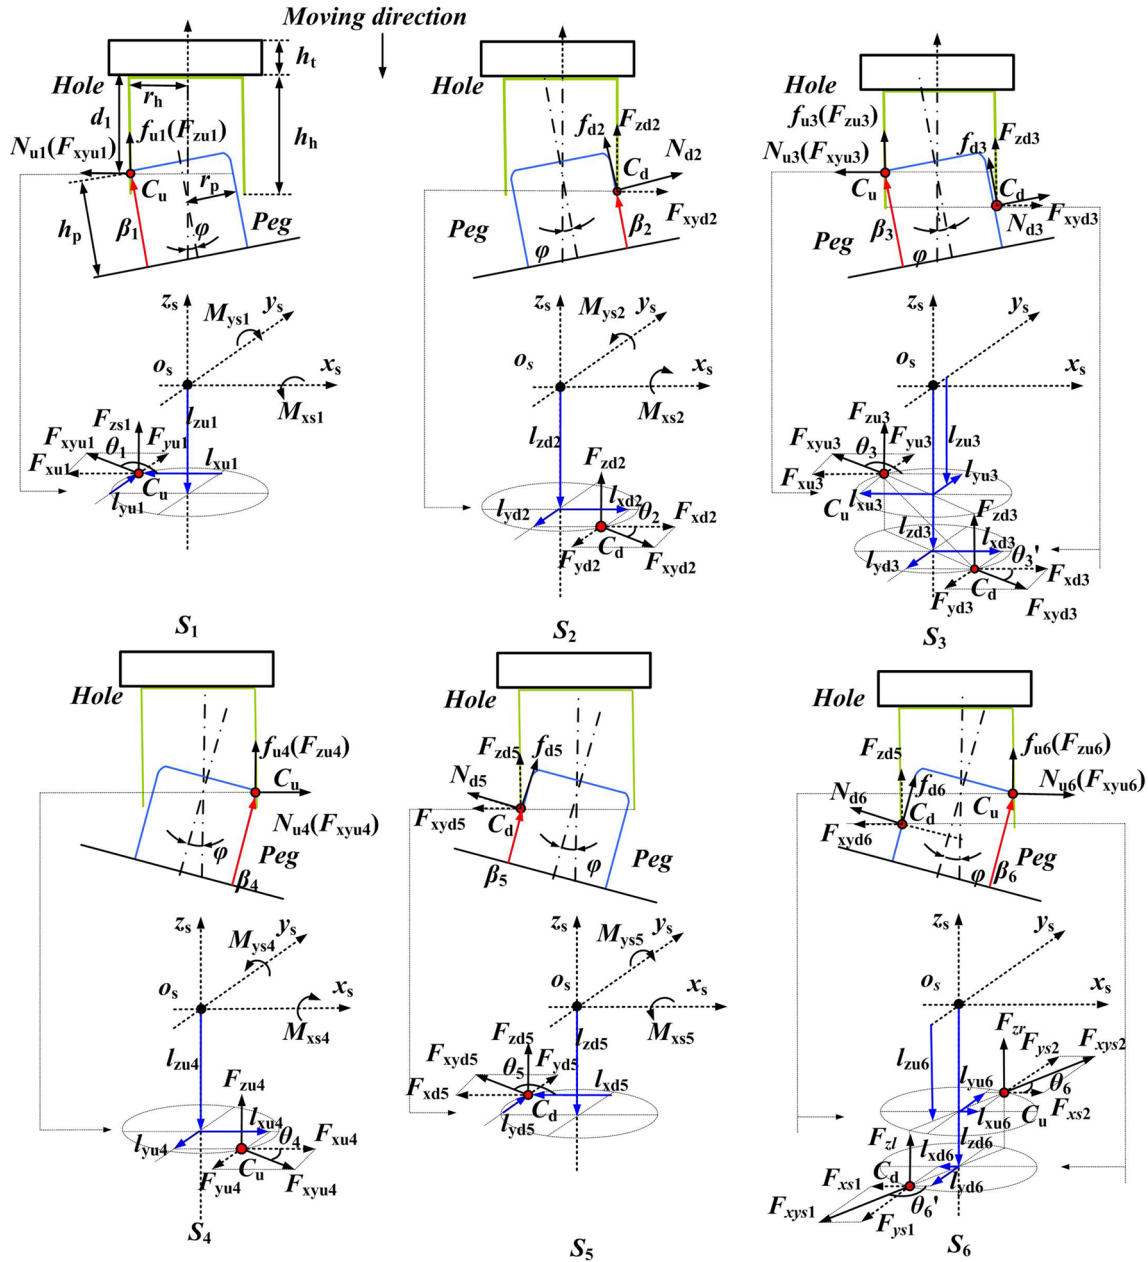 Moving direction
Hole
h_t
r_h
d_1
f_u1(F_zu1)
h_h
N_u1(F_xyu1)
C_u
r_p
h_p
β_1
φ
Peg
z_s
M_ys1
y_s
o_s
x_s
M_xs1
l_zu1
F_zs1
F_xyu1
θ_1
F_yu1
F_xu1
l_xu1
C_u
l_yu1
S_1
Hole
f_d2
F_zd2
N_d2
C_d
F_xyd2
Peg
φ
β_2
z_s
M_ys2
y_s
o_s
x_s
M_xs2
l_zd2
F_zd2
l_xd2
l_yd2
θ_2
F_xd2
F_yd2
C_d
F_xyd2
S_2
Hole
f_u3(F_zu3)
F_zd3
N_u3(F_xyu3)
f_d3
C_u
C_d
Peg
β_3
φ
N_d3
F_xyd3
z_s
y_s
o_s
x_s
F_zu3
F_xyu3
θ_3
F_yu3
l_zu3
F_xu3
l_yu3
C_u
l_xu3
F_zd3
l_zd3
l_xd3
l_yd3
θ_3'
F_xd3
F_yd3
C_d
F_xyd3
S_3
Hole
f_u4(F_zu4)
C_u
N_u4(F_xyu4)
φ
Peg
β_4
z_s
M_ys4
y_s
o_s
x_s
M_xs4
l_zu4
F_zu4
l_xu4
l_yu4
θ_4
F_xu4
F_yu4
C_u
F_xyu4
S_4
Hole
F_zd5
f_d5
N_d5
F_xyd5
C_d
φ
Peg
β_5
z_s
M_ys5
y_s
o_s
x_s
M_xs5
F_zd5
l_zd5
F_xyd5
θ_5
F_yd5
F_xd5
l_xd5
C_d
l_yd5
S_5
Hole
F_zd5
f_u6(F_zu6)
N_d6
f_d6
N_u6(F_xyu6)
C_d
C_u
F_xyd6
Peg
φ
β_6
z_s
y_s
o_s
x_s
F_zr
F_ys2
F_xys2
l_zu6
l_yu6
θ_6
l_xu6
C_u
F_xs2
F_zl
l_xd6
l_zd6
F_xs1
C_d
l_yd6
F_xys1
F_ys1
θ_6'
S_6